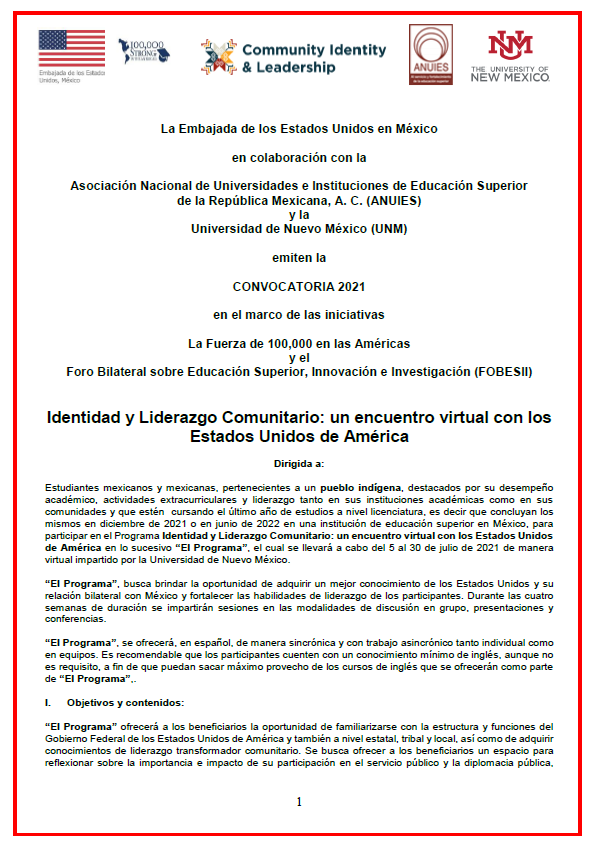 Embajada de los Estados
Unidos, México
100,000
STRONG
IN THE AMERICAS
Community Identity
& Leadership
ANUIES
Al servicio y fortalecimiento
de la educación superior
NM
THE UNIVERSITY OF
NEW MEXICO.
La Embajada de los Estados Unidos en México
en colaboración con la
Asociación Nacional de Universidades e Instituciones de Educación Superior
de la República Mexicana, A. C. (ANUIES)
y la
Universidad de Nuevo México (UNM)
emiten la
CONVOCATORIA 2021
en el marco de las iniciativas
La Fuerza de 100,000 en las Américas
y el
Foro Bilateral sobre Educación Superior, Innovación e Investigación (FOBESII)
Identidad y Liderazgo Comunitario: un encuentro virtual con los
Estados Unidos de América
Dirigida a:
Estudiantes mexicanos y mexicanas, pertenecientes a un pueblo indígena, destacados por su desempeño
académico, actividades extracurriculares y liderazgo tanto en sus instituciones académicas como en sus
comunidades y que estén cursando el último año de estudios a nivel licenciatura, es decir que concluyan los
mismos en diciembre de 2021 o en junio de 2022 en una institución de educación superior en México, para
participar en el Programa Identidad y Liderazgo Comunitario: un encuentro virtual con los Estados Unidos
de América en lo sucesivo “El Programa”, el cual se llevará a cabo del 5 al 30 de julio de 2021 de manera
virtual impartido por la Universidad de Nuevo México.
“El Programa”, busca brindar la oportunidad de adquirir un mejor conocimiento de los Estados Unidos y su
relación bilateral con México y fortalecer las habilidades de liderazgo de los participantes. Durante las cuatro
semanas de duración se impartirán sesiones en las modalidades de discusión en grupo, presentaciones y
conferencias.
“El Programa”, se ofrecerá, en español, de manera sincrónica y con trabajo asincrónico tanto individual como
en equipos. Es recomendable que los participantes cuenten con un conocimiento mínimo de inglés, aunque no
es requisito, a fin de que puedan sacar máximo provecho de los cursos de inglés que se ofrecerán como parte
de “El Programa”,.
I. Objetivos y contenidos:
“El Programa” ofrecerá a los beneficiarios la oportunidad de familiarizarse con la estructura y funciones del
Gobierno Federal de los Estados Unidos de América y también a nivel estatal, tribal y local, así como de adquirir
conocimientos de liderazgo transformador comunitario. Se busca ofrecer a los beneficiarios un espacio para
reflexionar sobre la importancia e impacto de su participación en el servicio público y la diplomacia pública,
1